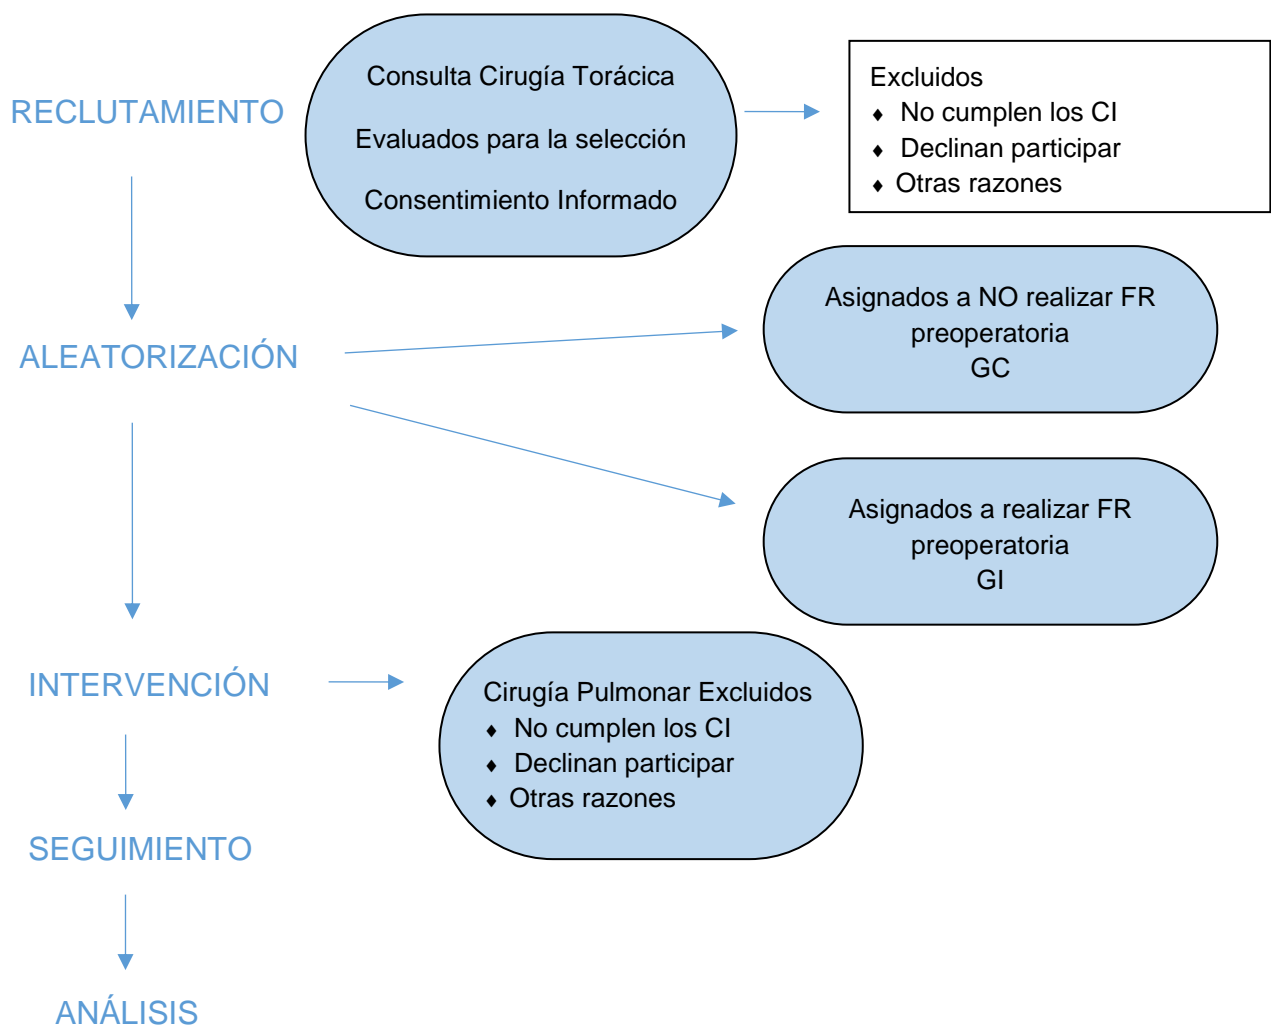 RECLUTAMIENTO
Consulta Cirugía Torácica
Evaluados para la selección
Consentimiento Informado
Excluidos
♦ No cumplen los CI
♦ Declinan participar
♦ Otras razones
ALEATORIZACIÓN
Asignados a NO realizar FR
preoperatoria
GC
Asignados a realizar FR
preoperatoria
GI
INTERVENCIÓN
Cirugía Pulmonar Excluidos
♦ No cumplen los CI
♦ Declinan participar
♦ Otras razones
SEGUIMIENTO
ANÁLISIS